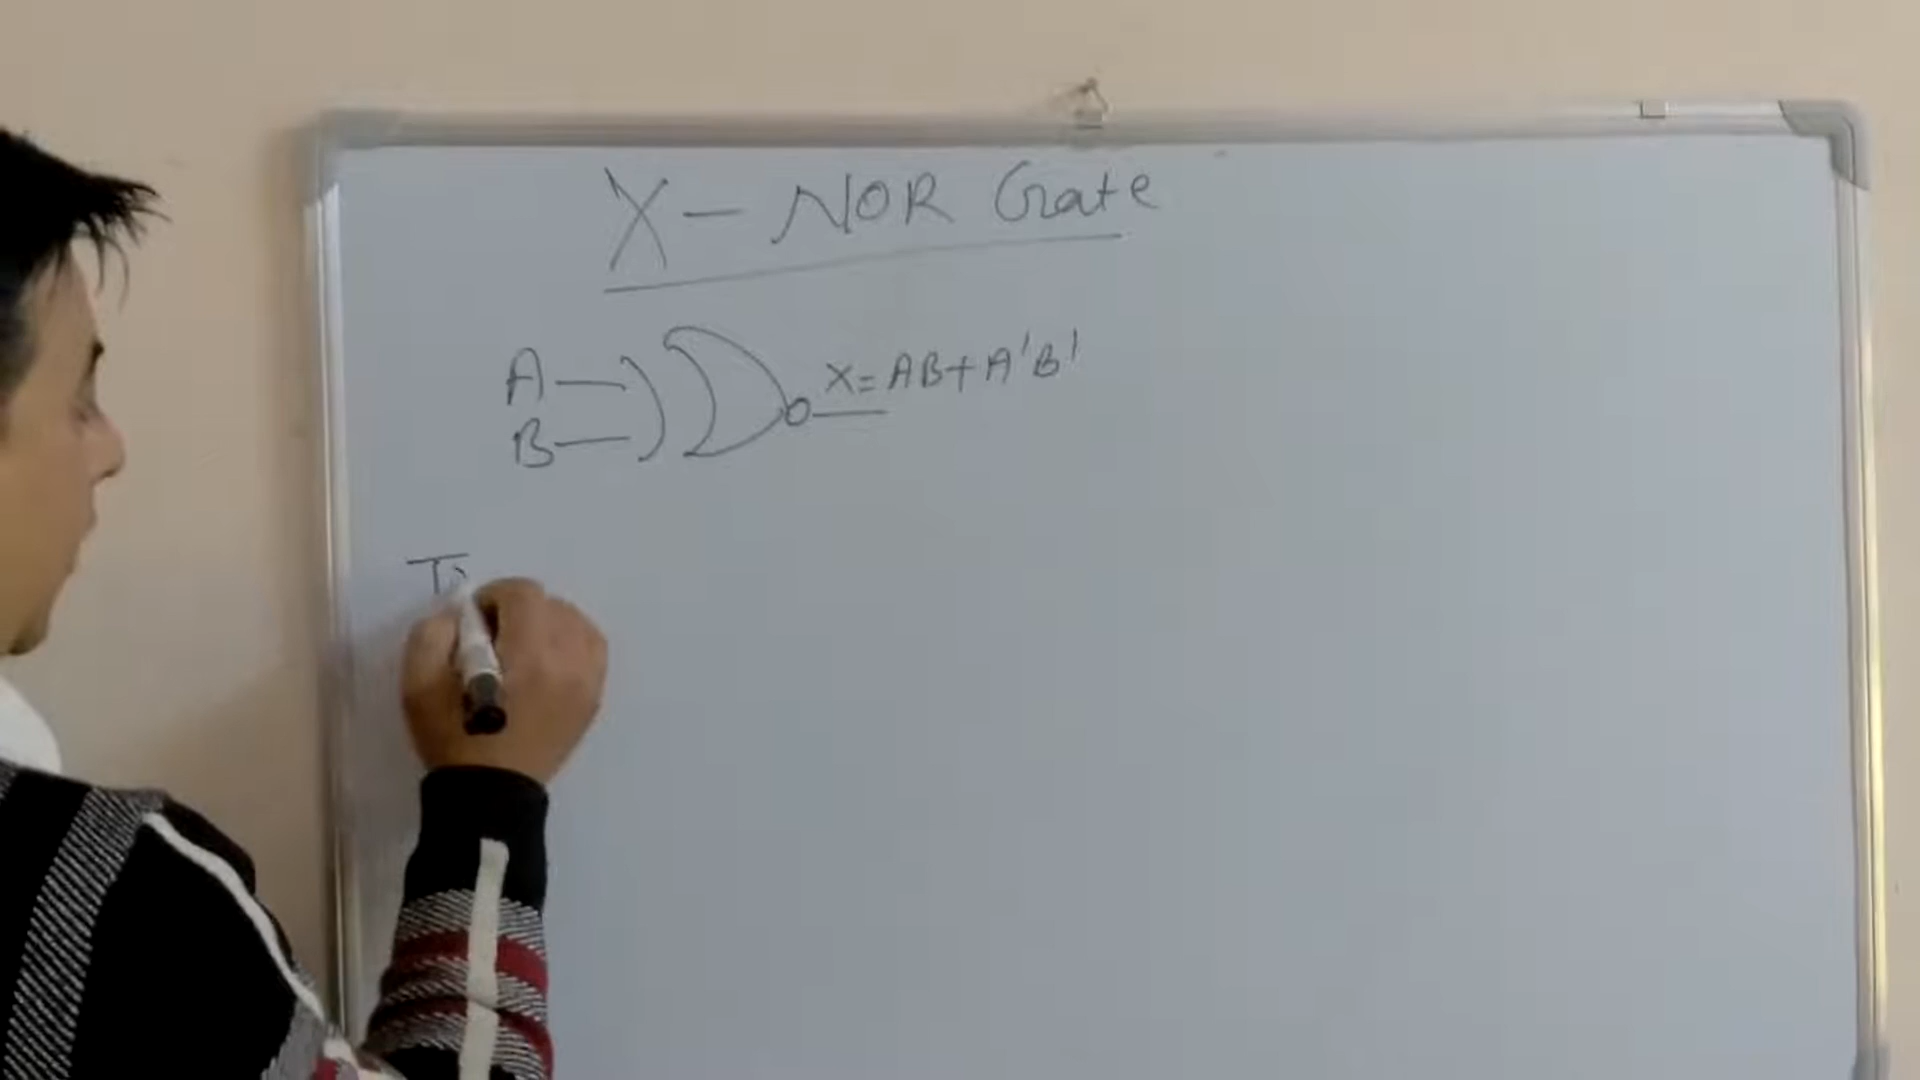 X - NOR Gate
A
X = AB + A'B'
B